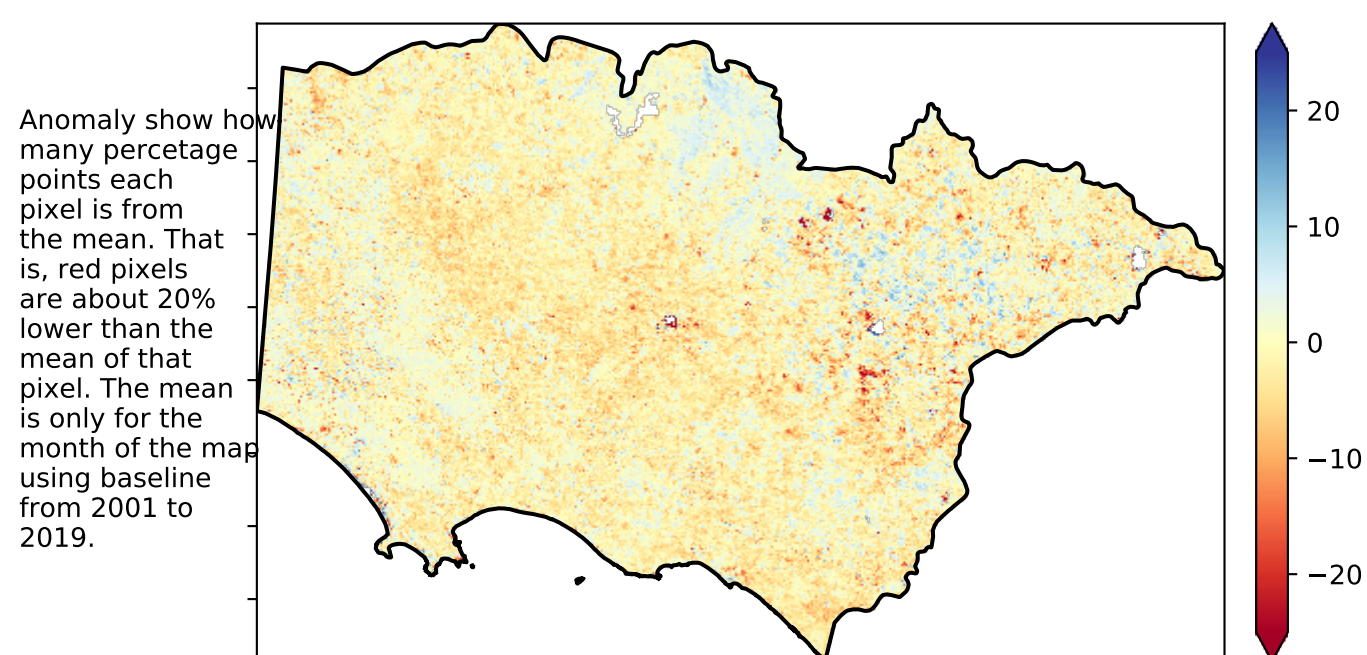 Anomaly show how
many percetage
points each
pixel is from
the mean. That
is, red pixels
are about 20%
lower than the
mean of that
pixel. The mean
is only for the
month of the map
using baseline
from 2001 to
2019.
20
10
0
−10
−20